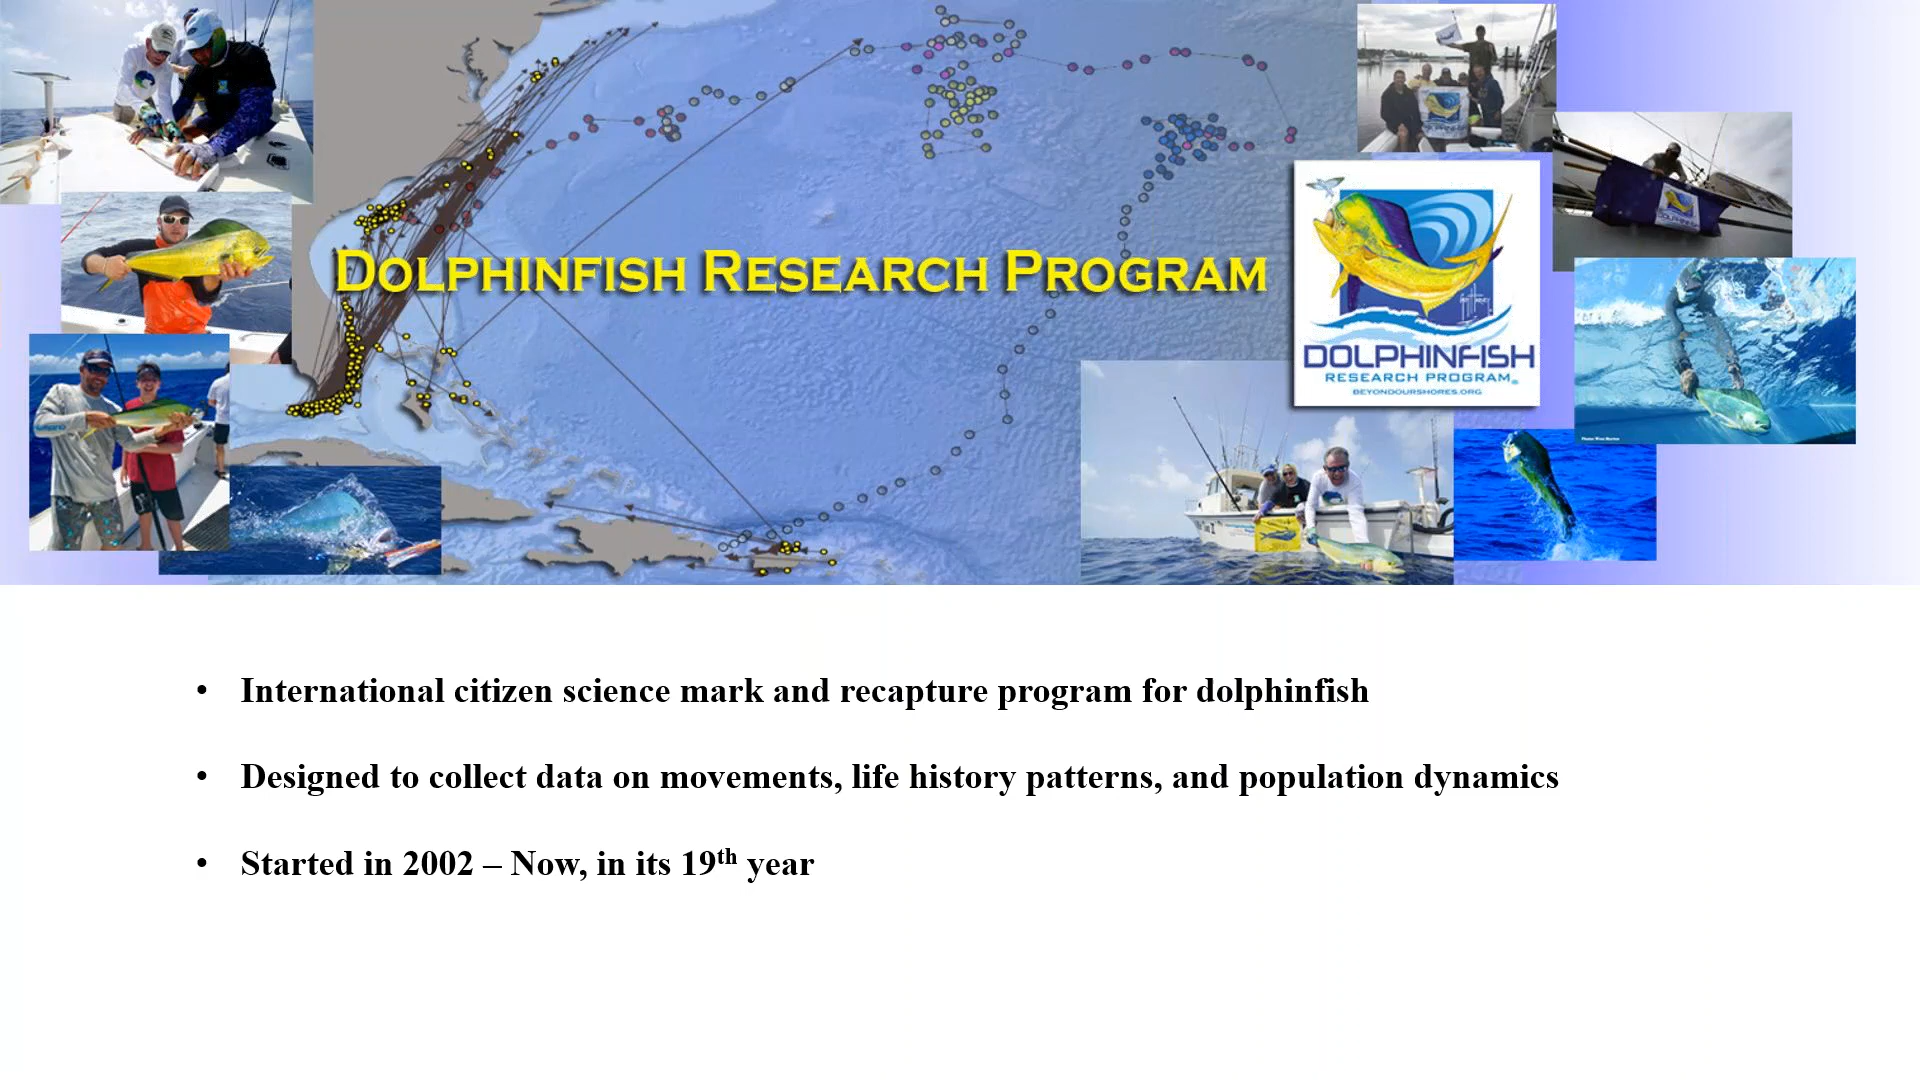 DOLPHINFISH RESEARCH PROGRAM
DOLPHINFISH
RESEARCH PROGRAM®
BEYONDOURSHORES.ORG
• International citizen science mark and recapture program for dolphinfish
• Designed to collect data on movements, life history patterns, and population dynamics
• Started in 2002 – Now, in its 19th year